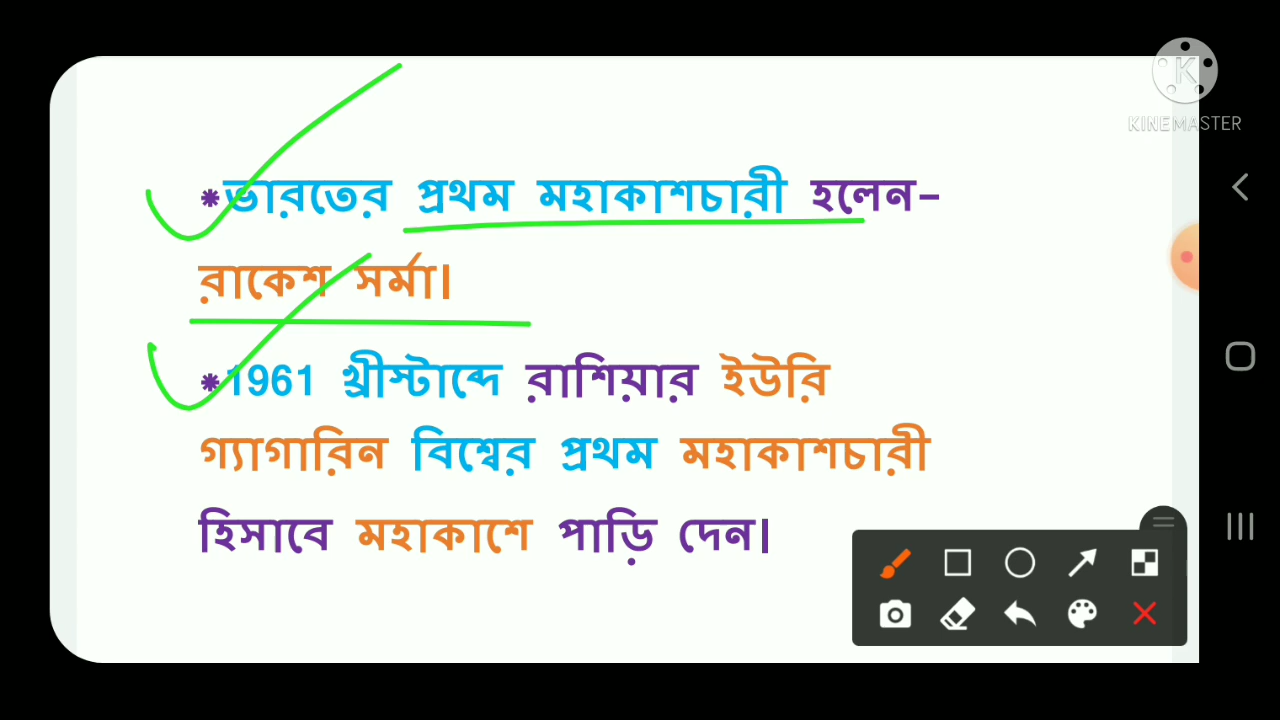 KINEMASTER
*ভারতের প্রথম মহাকাশচারী হলেন-
রাকেশ সর্মা।
*1961 খ্রীস্টাব্দে রাশিয়ার ইউরি
গ্যাগারিন বিশ্বের প্রথম মহাকাশচারী
হিসাবে মহাকাশে পাড়ি দেন।